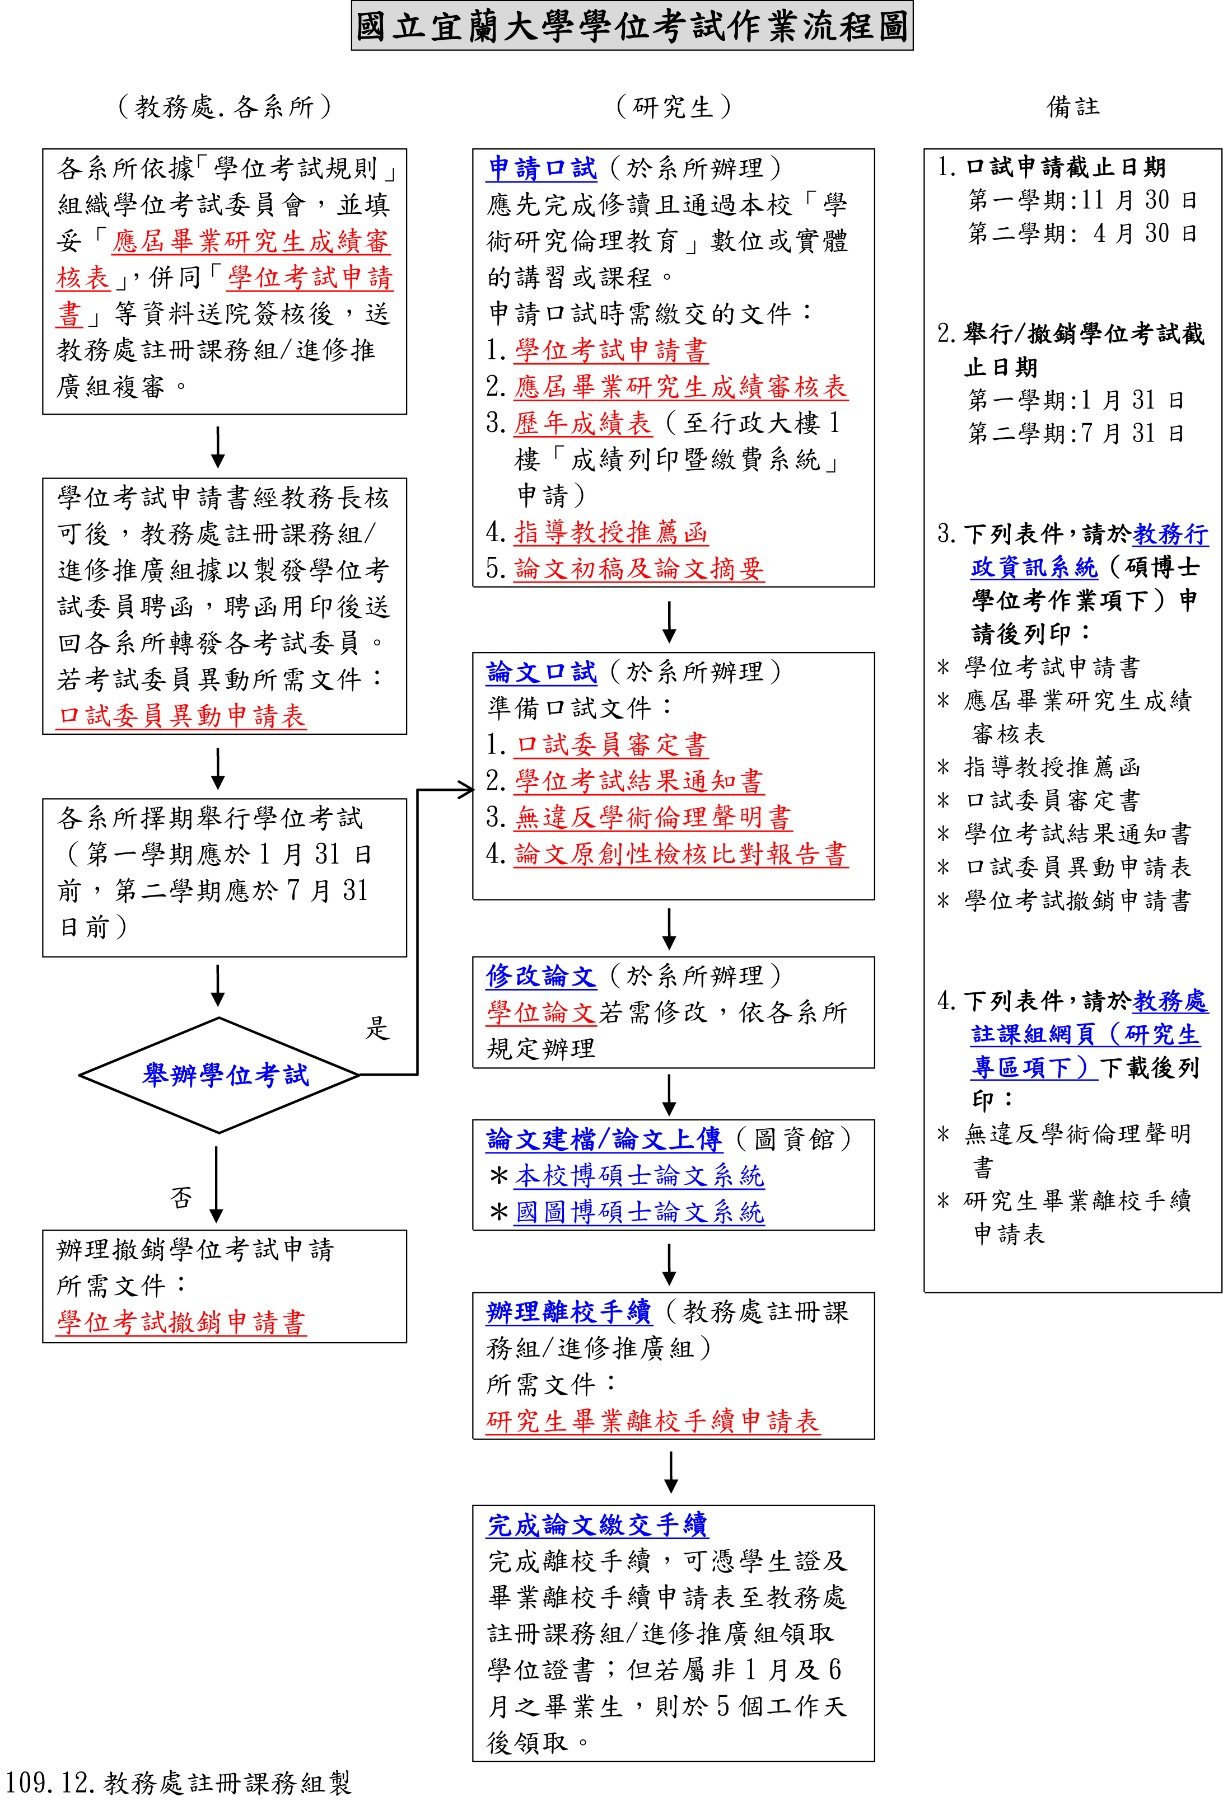 國立宜蘭大學學位考試作業流程圖
（教務處.各系所）
各系所依據「學位考試規則」
組織學位考試委員會，並填
妥「應屆畢業研究生成績審
核表」，併同「學位考試申請
書」等資料送院簽核後，送
教務處註冊課務組/進修推
廣組複審。
學位考試申請書經教務長核
可後，教務處註冊課務組/
進修推廣組據以製發學位考
試委員聘函，聘函用印後送
回各系所轉發各考試委員。
若考試委員異動所需文件：
口試委員異動申請表
各系所擇期舉行學位考試
（第一學期應於 1 月 31 日
前，第二學期應於 7 月 31
日前）
舉辦學位考試
是
否
辦理撤銷學位考試申請
所需文件：
學位考試撤銷申請書
（研究生）
申請口試（於系所辦理）
應先完成修讀且通過本校「學
術研究倫理教育」數位或實體
的講習或課程。
申請口試時需繳交的文件：
1.學位考試申請書
2.應屆畢業研究生成績審核表
3.歷年成績表（至行政大樓 1
樓「成績列印暨繳費系統」
申請）
4.指導教授推薦函
5.論文初稿及論文摘要
論文口試（於系所辦理）
準備口試文件：
1.口試委員審定書
2.學位考試結果通知書
3.無違反學術倫理聲明書
4.論文原創性檢核比對報告書
修改論文（於系所辦理）
學位論文若需修改，依各系所
規定辦理
論文建檔/論文上傳（圖資館）
＊本校博碩士論文系統
＊國圖博碩士論文系統
辦理離校手續（教務處註冊課
務組/進修推廣組）
所需文件：
研究生畢業離校手續申請表
完成論文繳交手續
完成離校手續，可憑學生證及
畢業離校手續申請表至教務處
註冊課務組/進修推廣組領取
學位證書；但若屬非 1 月及 6
月之畢業生，則於 5 個工作天
後領取。
備註
1.口試申請截止日期
第一學期:11 月 30 日
第二學期: 4 月 30 日
2.舉行/撤銷學位考試截
止日期
第一學期:1 月 31 日
第二學期:7 月 31 日
3.下列表件，請於教務行
政資訊系統（碩博士
學位考作業項下）申
請後列印：
* 學位考試申請書
* 應屆畢業研究生成績
審核表
* 指導教授推薦函
* 口試委員審定書
* 學位考試結果通知書
* 口試委員異動申請表
* 學位考試撤銷申請書
4.下列表件，請於教務處
註課組網頁（研究生
專區項下）下載後列
印：
* 無違反學術倫理聲明
書
* 研究生畢業離校手續
申請表
109.12.教務處註冊課務組製